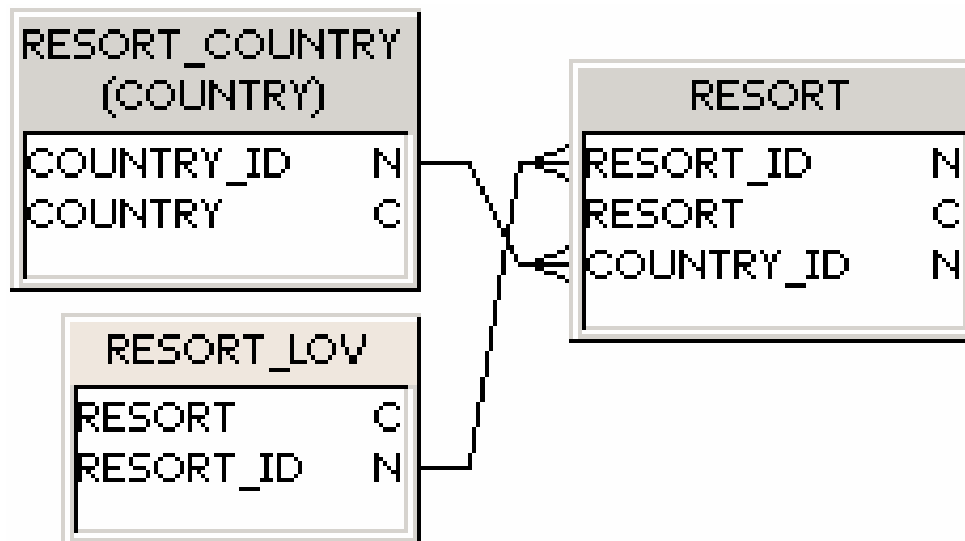 RESORT_COUNTRY
(COUNTRY)
COUNTRY_ID N
COUNTRY C
RESORT
RESORT_ID N
RESORT C
COUNTRY_ID N
RESORT_LOV
RESORT C
RESORT_ID N